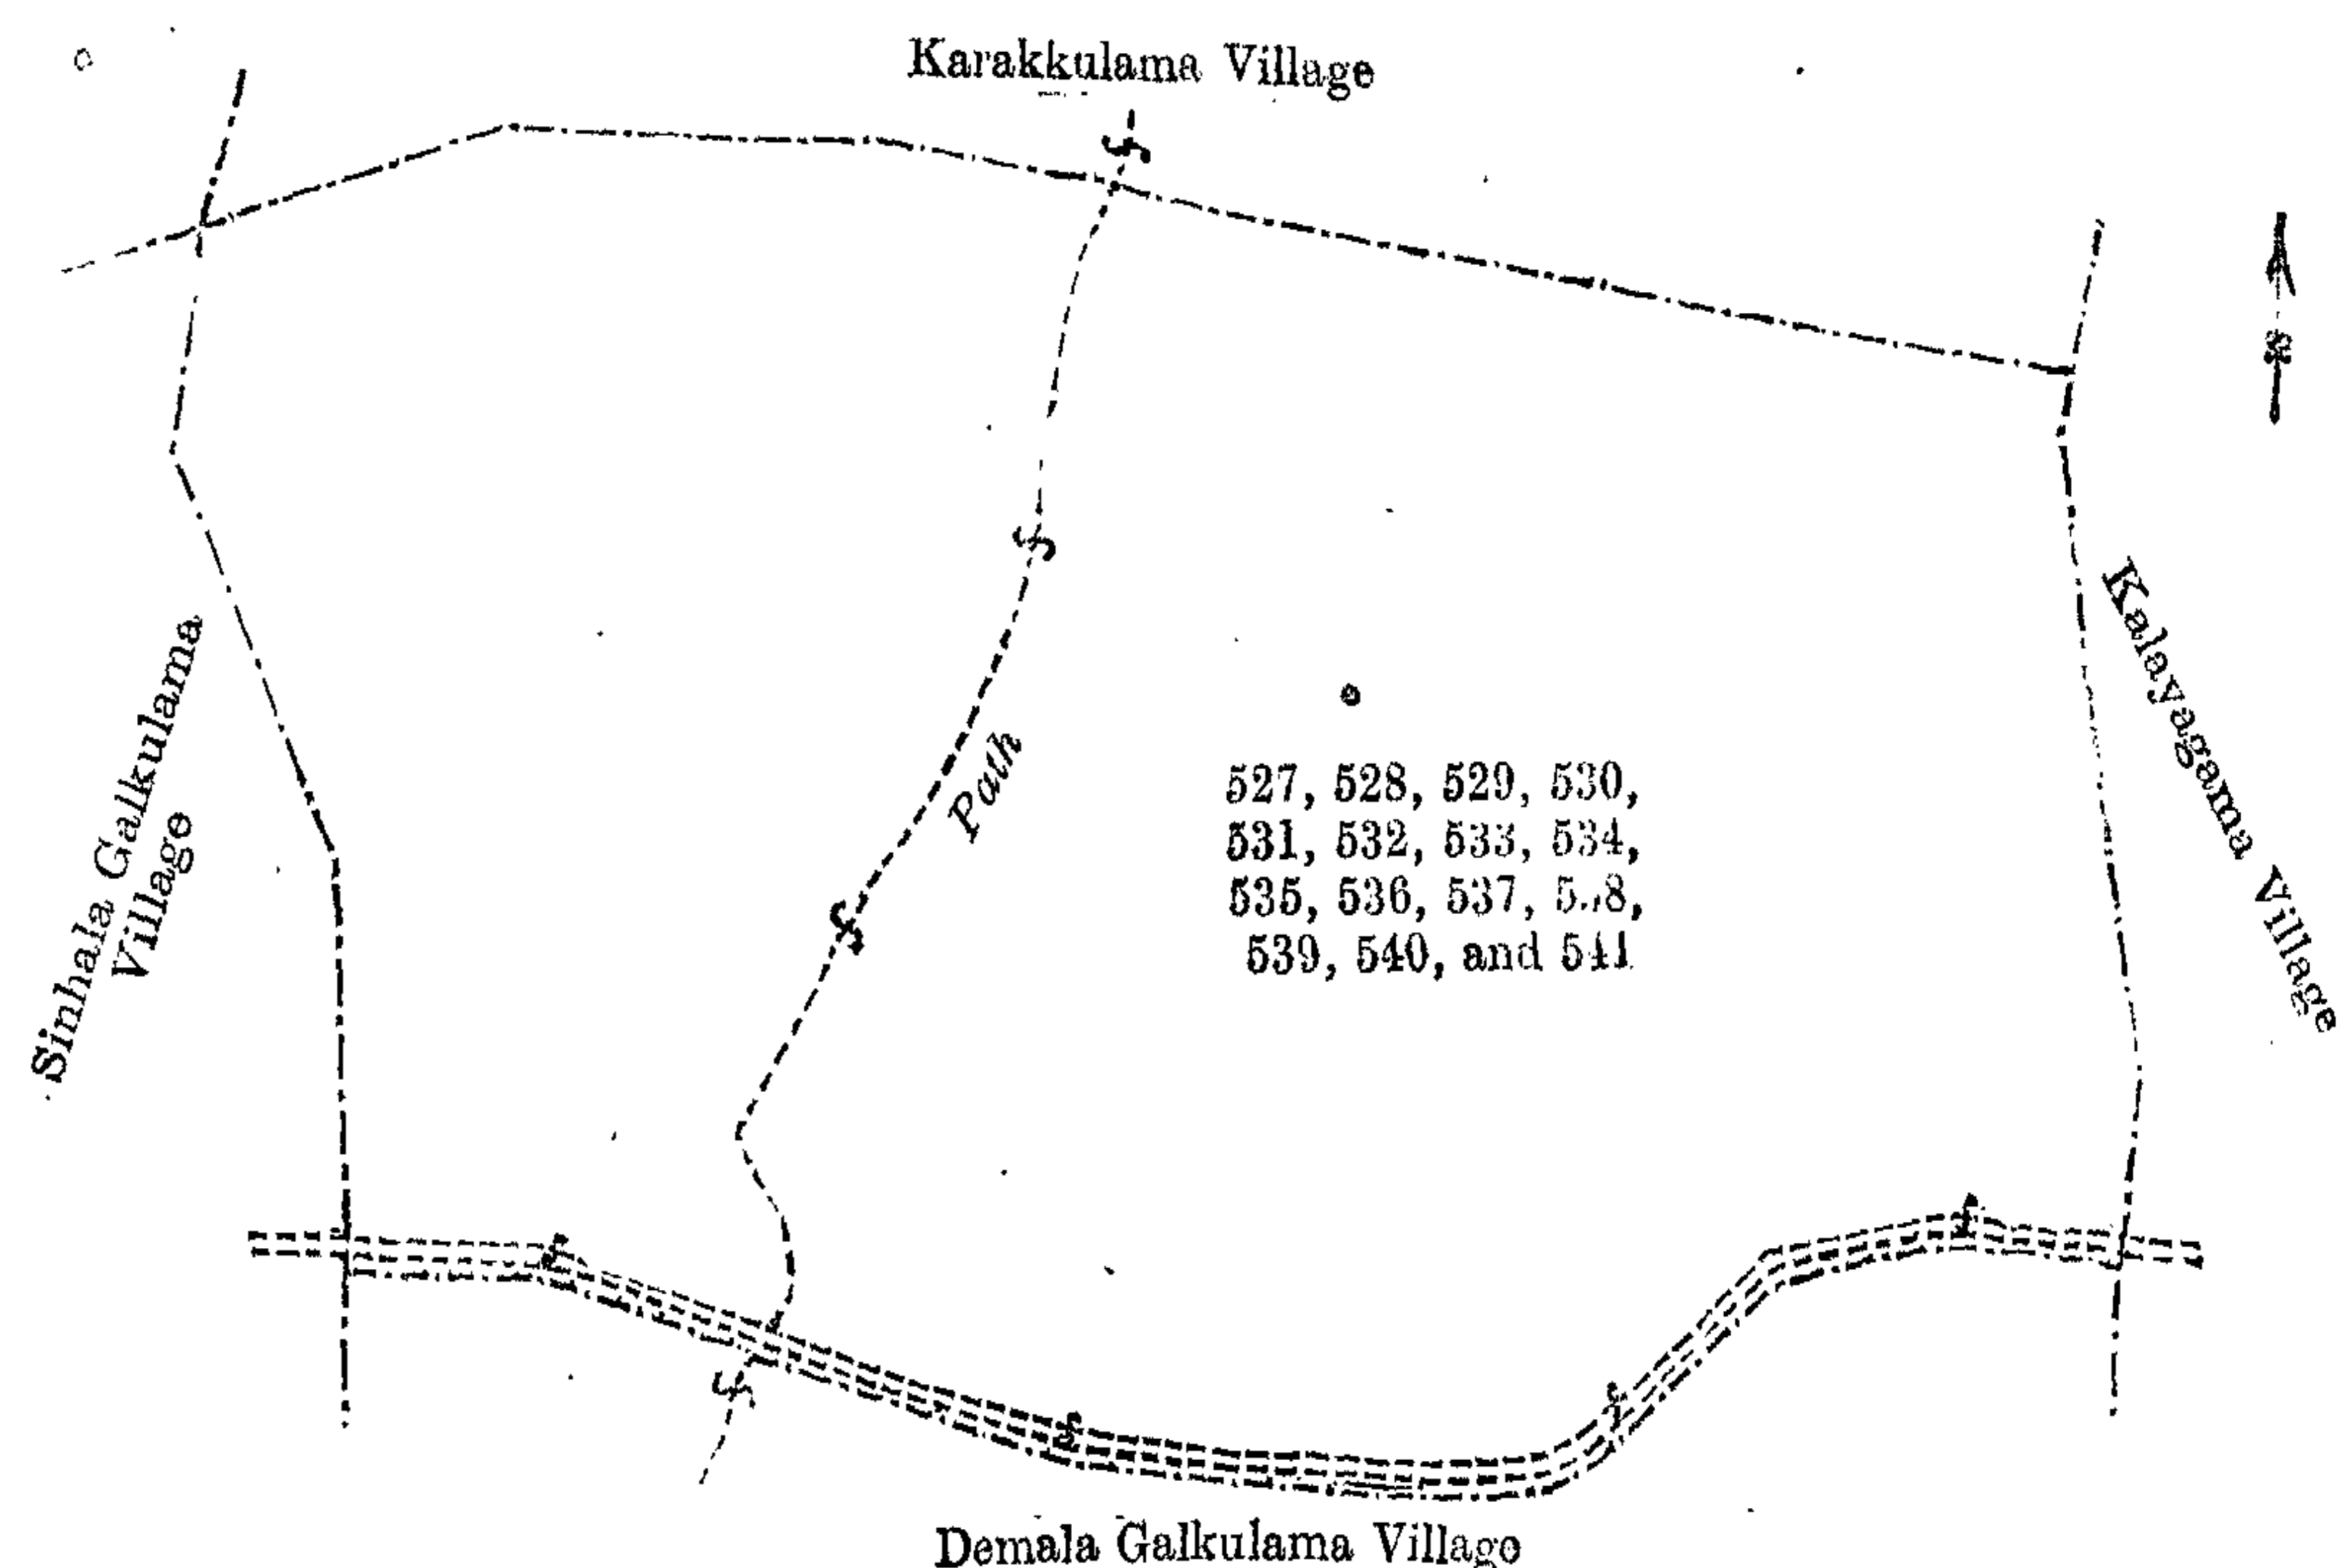 Karakkulama Village
Sinhala Galkulama
Village
Path
527, 528, 529, 530,
531, 532, 533, 534,
535, 536, 537,
539, 540, and 541
Kalayagama Village
Demala Galkulama Village